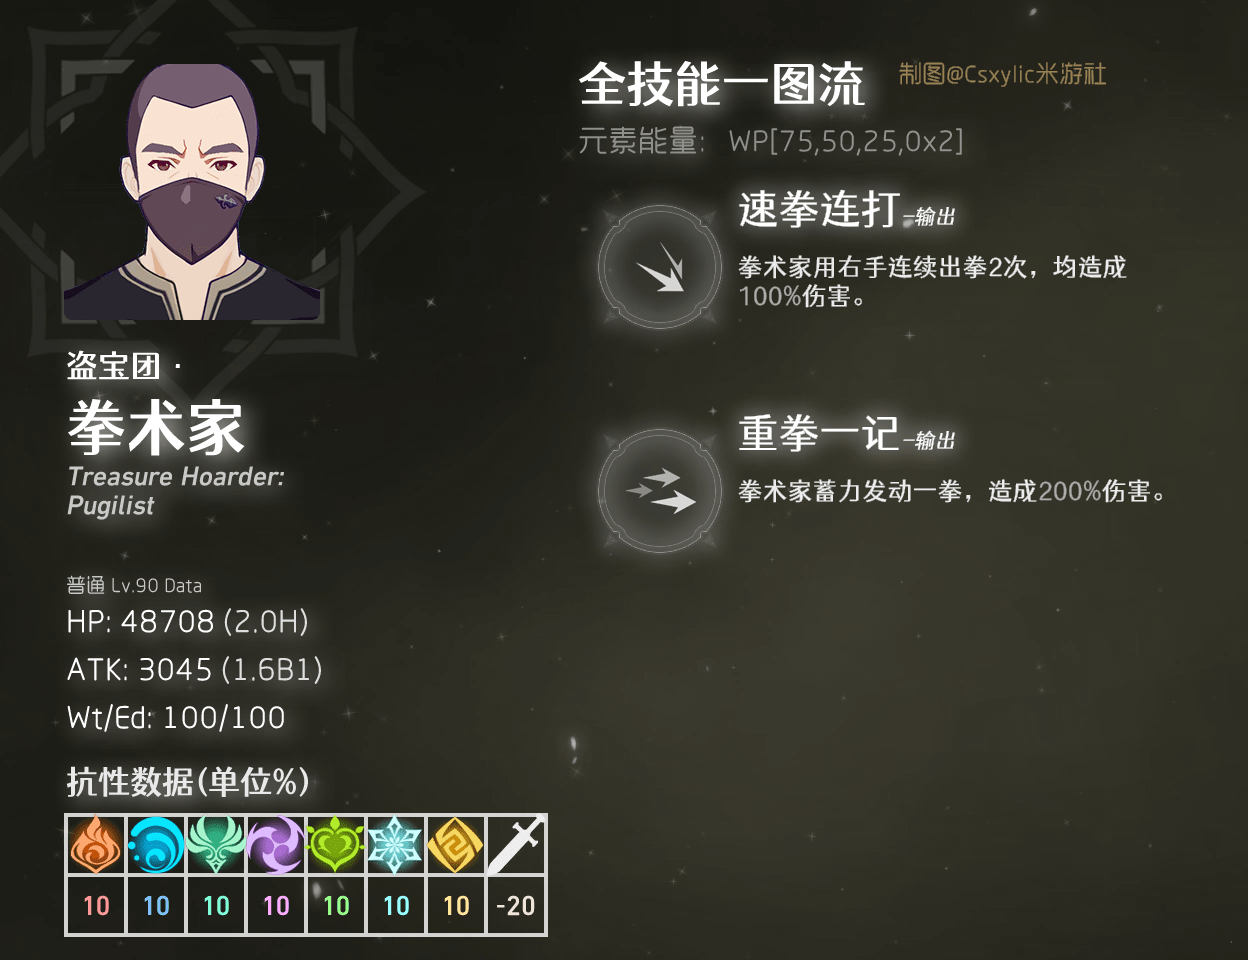 全技能一图流
制图@Csxylic米游社
元素能量： WP[75,50,25,0x2]
速拳连打-输出
拳术家用右手连续出拳2次，均造成
100%伤害。
重拳一记-输出
拳术家蓄力发动一拳，造成200%伤害。
盗宝团 ·
拳术家
Treasure Hoarder:
Pugilist
普通 Lv.90 Data
HP: 48708 (2.0H)
ATK: 3045 (1.6B1)
Wt/Ed: 100/100
抗性数据(单位%)
10 10 10 10 10 10 10 -20